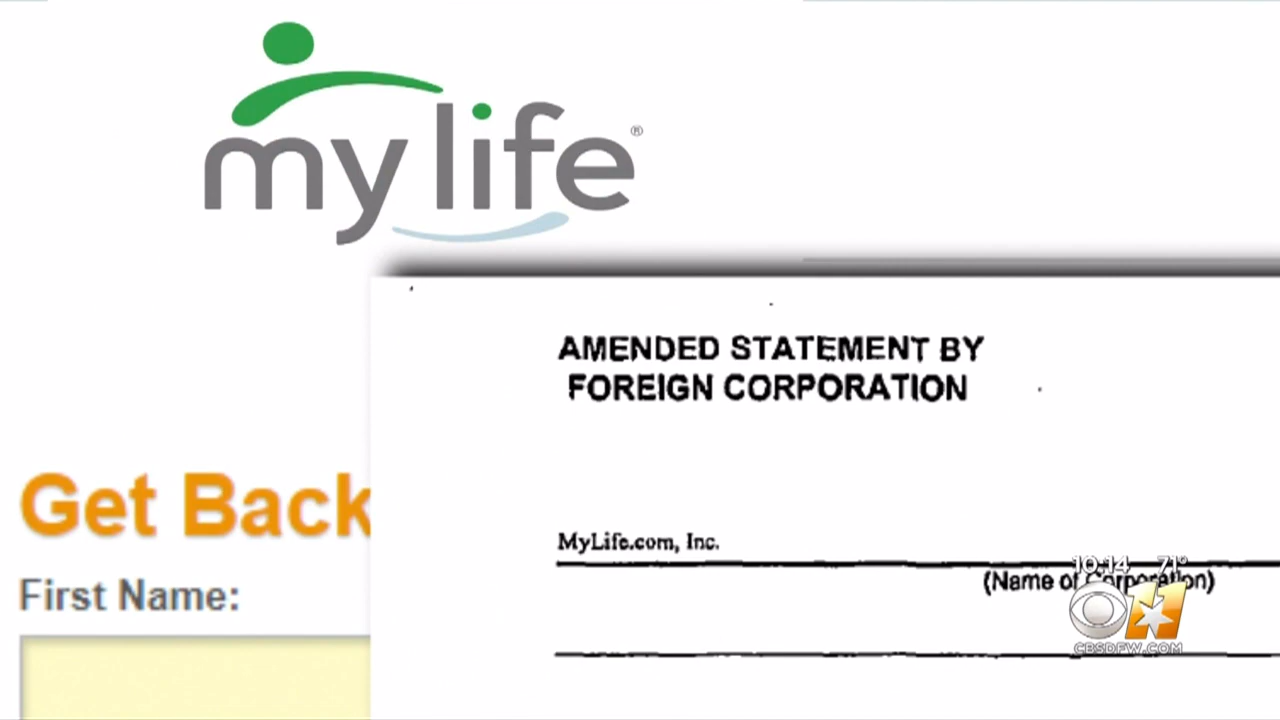 my life®
AMENDED STATEMENT BY
FOREIGN CORPORATION
Get Back
MyLife.com, Inc.
10:14 71°
(Name of Corporation)
First Name:
11
CBSDFW.COM